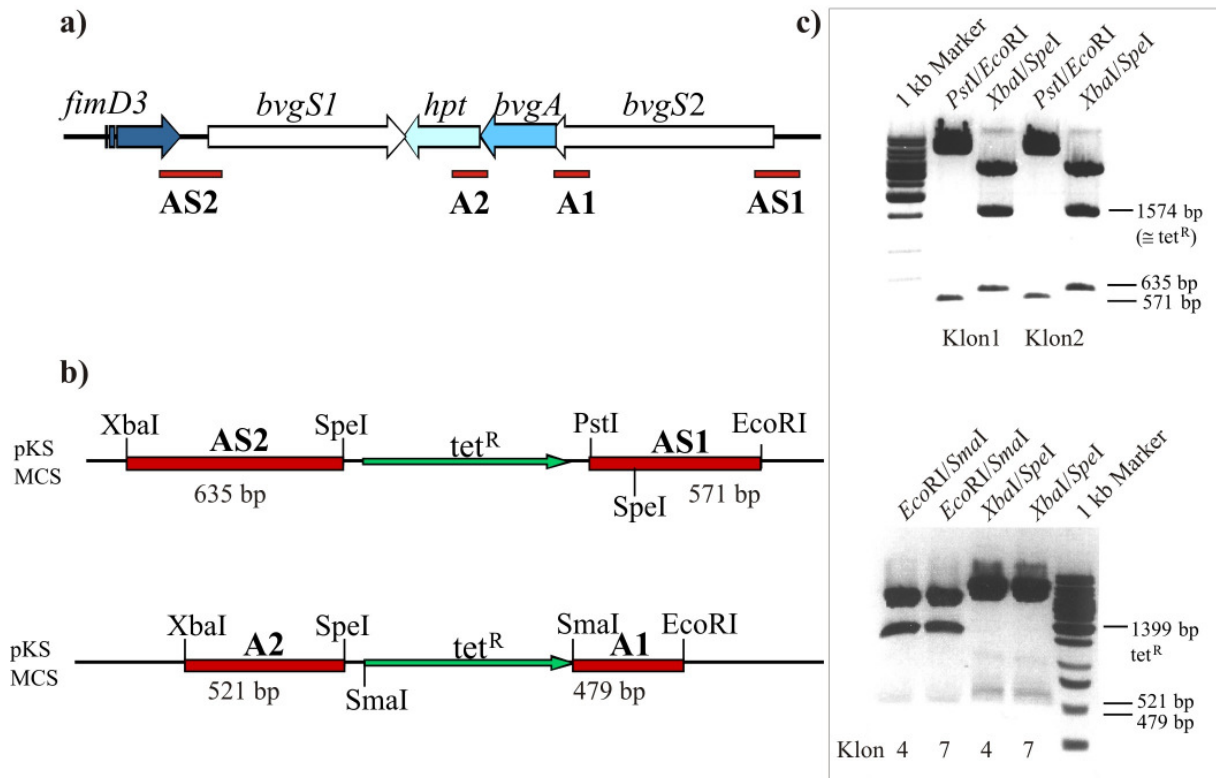 a)
fimD3 bvgS1 hpt bvgA bvgS2
AS2 A2 A1 AS1
b)
XbaI AS2 SpeI tetR PstI AS1 EcoRI
pKS
MCS
635 bp SpeI 571 bp
XbaI A2 SpeI tetR SmaI A1 EcoRI
pKS
MCS
521 bp SmaI 479 bp
c)
1 kb Marker
PstI/EcoRI
XbaI/SpeI
PstI/EcoRI
XbaI/SpeI
1574 bp
(≅ tetR)
635 bp
571 bp
Klon1 Klon2
EcoRI/SmaI
EcoRI/SmaI
XbaI/SpeI
XbaI/SpeI
1 kb Marker
1399 bp
tetR
521 bp
479 bp
Klon 4 7 4 7